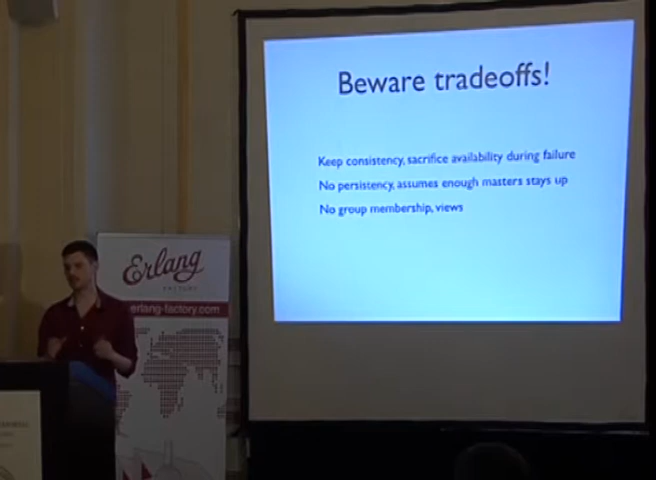 Beware tradeoffs!
Keep consistency, sacrifice availability during failure
No persistency, assumes enough masters stays up
No group membership, views
Erlang
FACTORY
erlang-factory.com